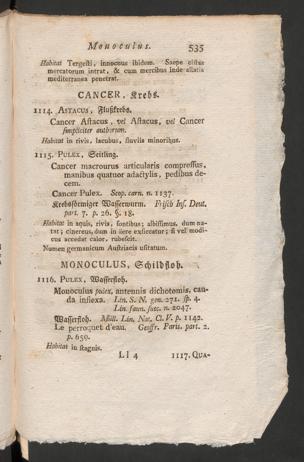 Monoculus. 535
Habitat Tergesti, innocuus ibidem. Saepe cistas
mercatorum intrat, & cum mercibus inde allatis
mediterranea penetrat.
CANCER, Krebs.
1114. ASTACUS, Flußkrebs.
Cancer Astacus, vel Astacus, vel Cancer
simpliciter authorum.
Habitat in rivis, lacubus, fluviis minoribus.
1115. PULEX, Seitling.
Cancer macrourus articularis compressus,
manibus quatuor adactylis, pedibus de-
cem.
Cancer Pulex. Scop. carn. n. 1137.
Krebsförmiger Wasserwurm. Frisch Ins. Deut.
part. 7. p. 26. §. 18.
Habitat in aquis, rivis, fontibus; albissimus, dum na-
tat; cinereus, dum in itere exsiccatur; si vel modi-
cus accedat calor, rubescit.
Nomen germanicum Austriacis usitatum.
MONOCULUS, Schildfloh.
1116. PULEX, Wasserfloh.
Monoculus pulex, antennis dichotomis, cau-
da inflexa. Lin. S. N. gen. 271. sp. 4.
Lin. faun. suec. n. 2047.
Wasserfloh. Müll. Lin. Nat. Cl. V. p. 1142.
Le perroquet d'eau. Geoffr. Paris. part. 2.
p. 650.
Habitat in stagnis.
Ll 4 1117. QUA-